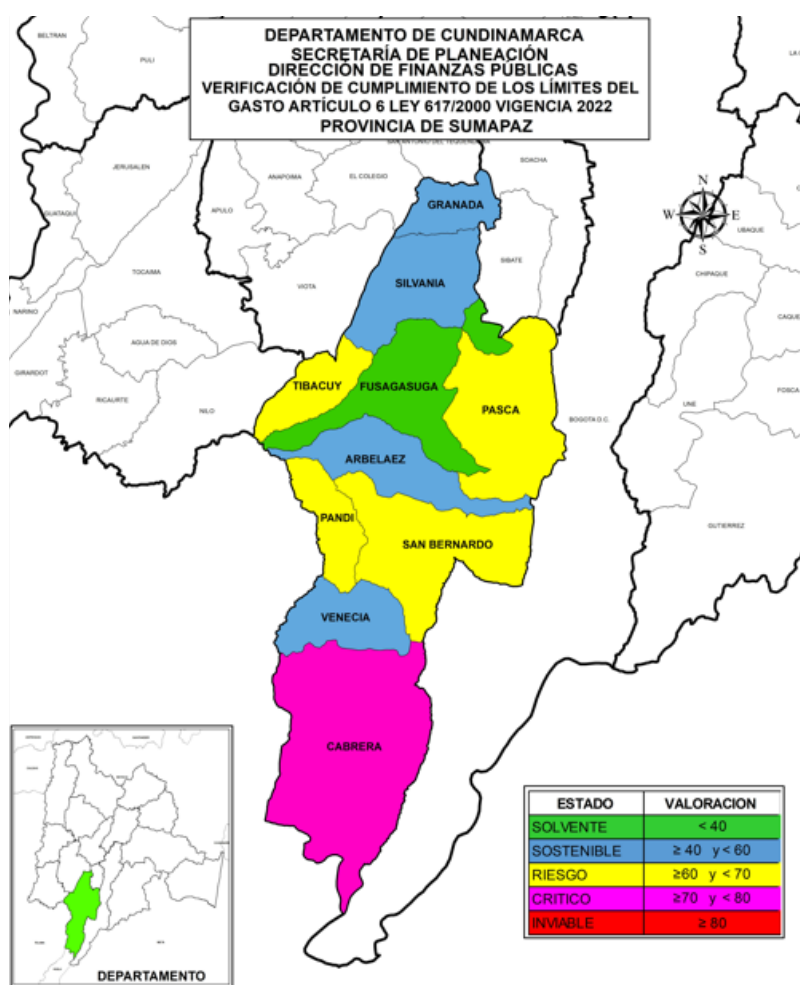 DEPARTAMENTO DE CUNDINAMARCA
SECRETARÍA DE PLANEACIÓN
DIRECCIÓN DE FINANZAS PÚBLICAS
VERIFICACIÓN DE CUMPLIMIENTO DE LOS LÍMITES DEL
GASTO ARTÍCULO 6 LEY 617/2000 VIGENCIA 2022
PROVINCIA DE SUMAPAZ
BELTRAN
PULI
JERUSALEN
ANAPOIMA
EL COLEGIO
SOACHA
GUATAQUI
APULO
GRANADA
N
W
E
S
UBAQUE
SIBATE
TOCAIMA
VIOTA
SILVANIA
CHIPAQUE
NARINO
CAQUE
AGUA DE DIOS
GIRARDOT
TIBACUY
FUSAGASUGA
FOSCA
RICAURTE
NILO
PASCA
UNE
BOGOTA D.C.
ARBELAEZ
PANDI
SAN BERNARDO
GUTIERREZ
VENECIA
CABRERA
ESTADO VALORACION
SOLVENTE < 40
SOSTENIBLE ≥ 40 y < 60
RIESGO ≥60 y < 70
CRITICO ≥70 y < 80
INVIABLE ≥ 80
DEPARTAMENTO